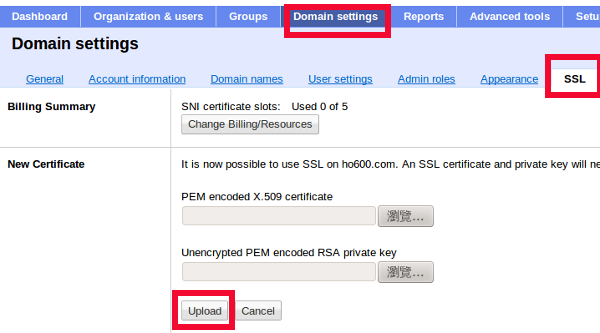 Dashboard Organization & users Groups Domain settings Reports Advanced tools Setu
Domain settings
General Account information Domain names User settings Admin roles Appearance SSL
Billing Summary SNI certificate slots: Used 0 of 5
Change Billing/Resources
New Certificate It is now possible to use SSL on ho600.com. An SSL certificate and private key will ne
PEM encoded X.509 certificate
瀏覽...
Unencrypted PEM encoded RSA private key
瀏覽...
Upload Cancel